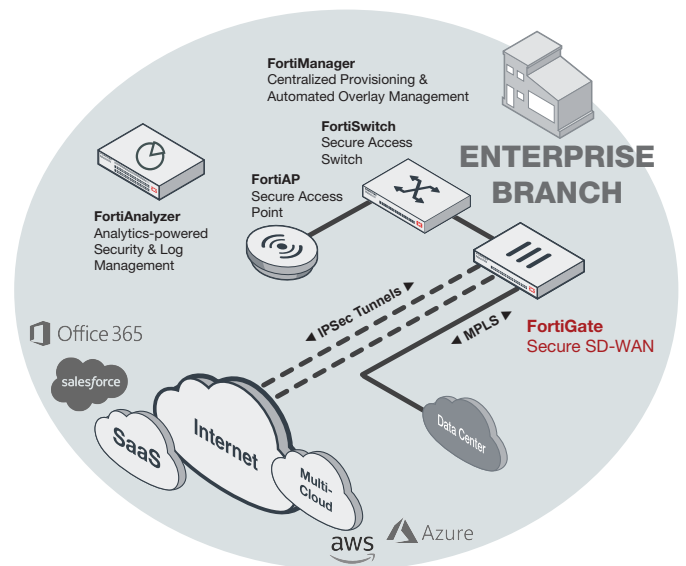 FortiManager
Centralized Provisioning &
Automated Overlay Management
FortiSwitch
Secure Access
Switch
ENTERPRISE
BRANCH
FortiAP
Secure Access
Point
FortiAnalyzer
Analytics-powered
Security & Log
Management
◄ IPSec Tunnels ►
◄ MPLS ►
FortiGate
Secure SD-WAN
Office 365
salesforce
SaaS
Internet
Multi-
Cloud
Data Center
aws
Azure